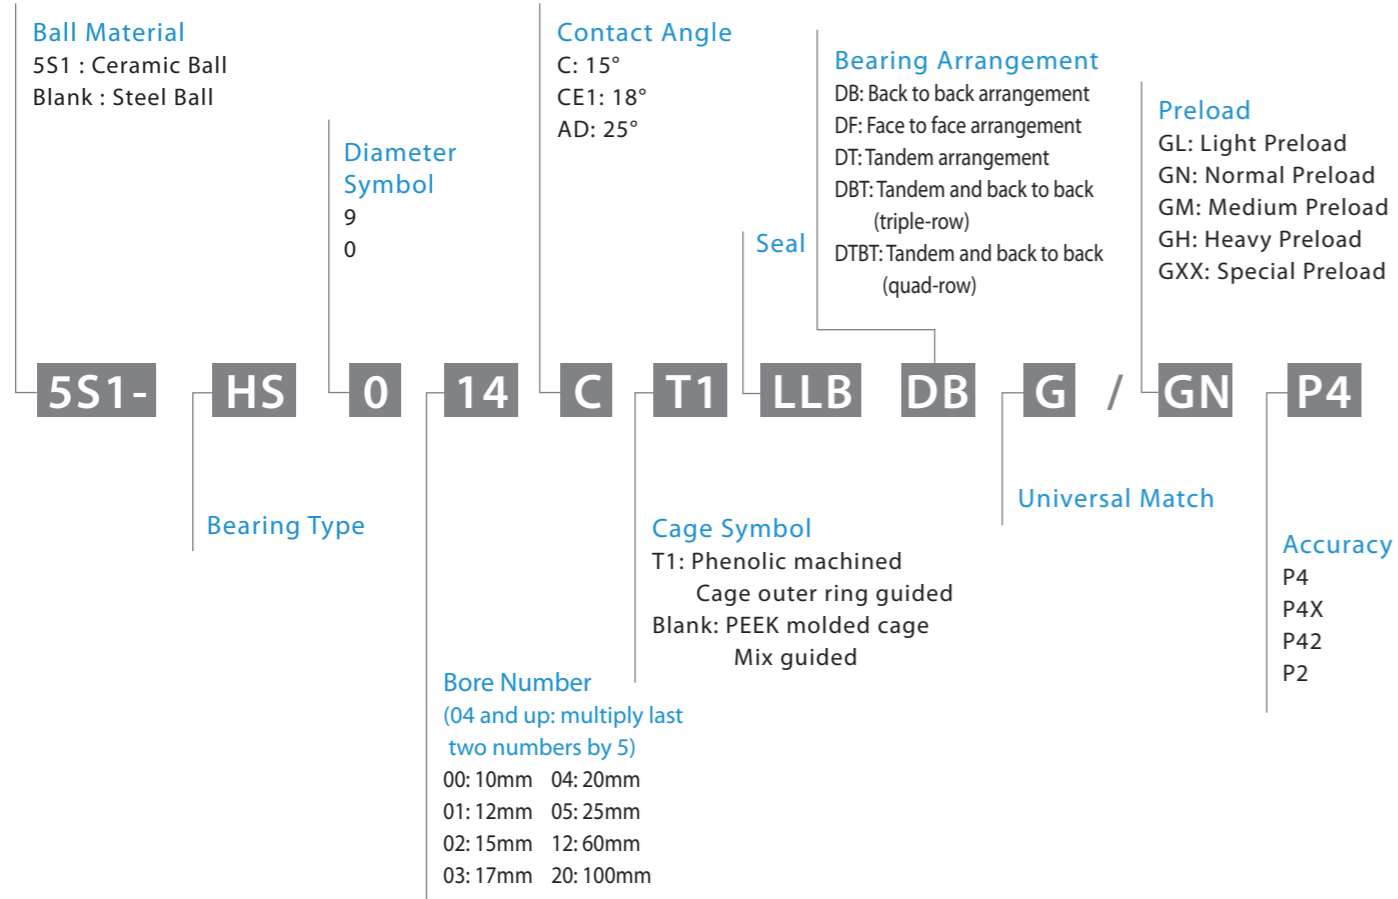 Ball Material
5S1 : Ceramic Ball
Blank : Steel Ball
Diameter
Symbol
9
0
Contact Angle
C: 15°
CE1: 18°
AD: 25°
Seal
Bearing Arrangement
DB: Back to back arrangement
DF: Face to face arrangement
DT: Tandem arrangement
DBT: Tandem and back to back
(triple-row)
DTBT: Tandem and back to back
(quad-row)
Preload
GL: Light Preload
GN: Normal Preload
GM: Medium Preload
GH: Heavy Preload
GXX: Special Preload
5S1- HS 0 14 C T1 LLB DB G / GN P4
Bearing Type
Bore Number
(04 and up: multiply last
two numbers by 5)
00: 10mm 04: 20mm
01: 12mm 05: 25mm
02: 15mm 12: 60mm
03: 17mm 20: 100mm
Cage Symbol
T1: Phenolic machined
Cage outer ring guided
Blank: PEEK molded cage
Mix guided
Universal Match
Accuracy
P4
P4X
P42
P2